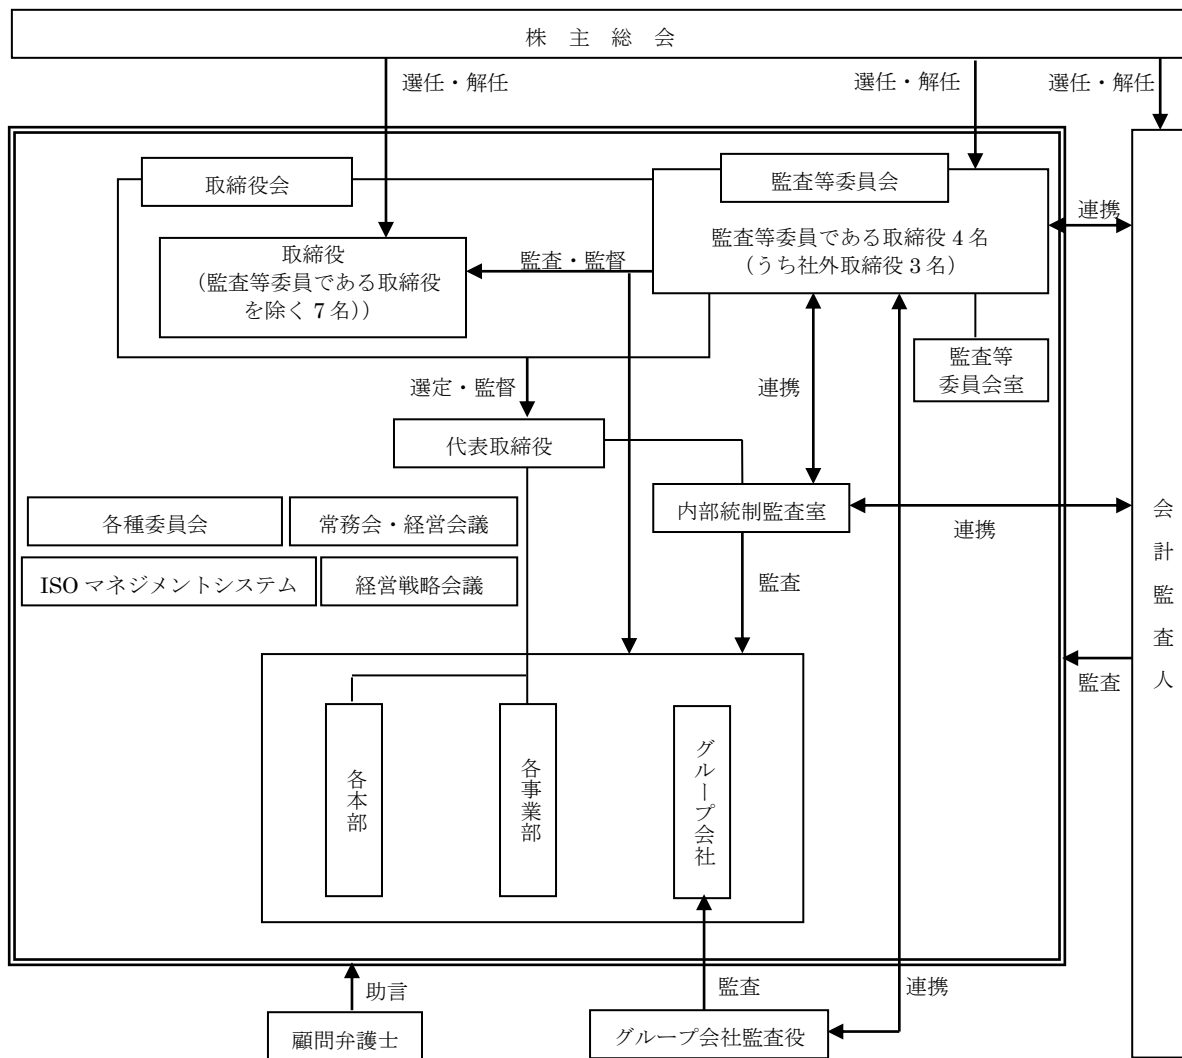 株主総会
選任・解任
選任・解任
選任・解任
取締役会
監査等委員会
連携
監査等委員である取締役 4 名
（うち社外取締役 3 名）
取締役
（監査等委員である取締役
を除く 7 名））
監査・監督
監査等
委員会室
選定・監督
連携
代表取締役
内部統制監査室
各種委員会
常務会・経営会議
連携
会計監査人
ISO マネジメントシステム
経営戦略会議
監査
監査
各本部
各事業部
グループ会社
助言
監査
連携
顧問弁護士
グループ会社監査役